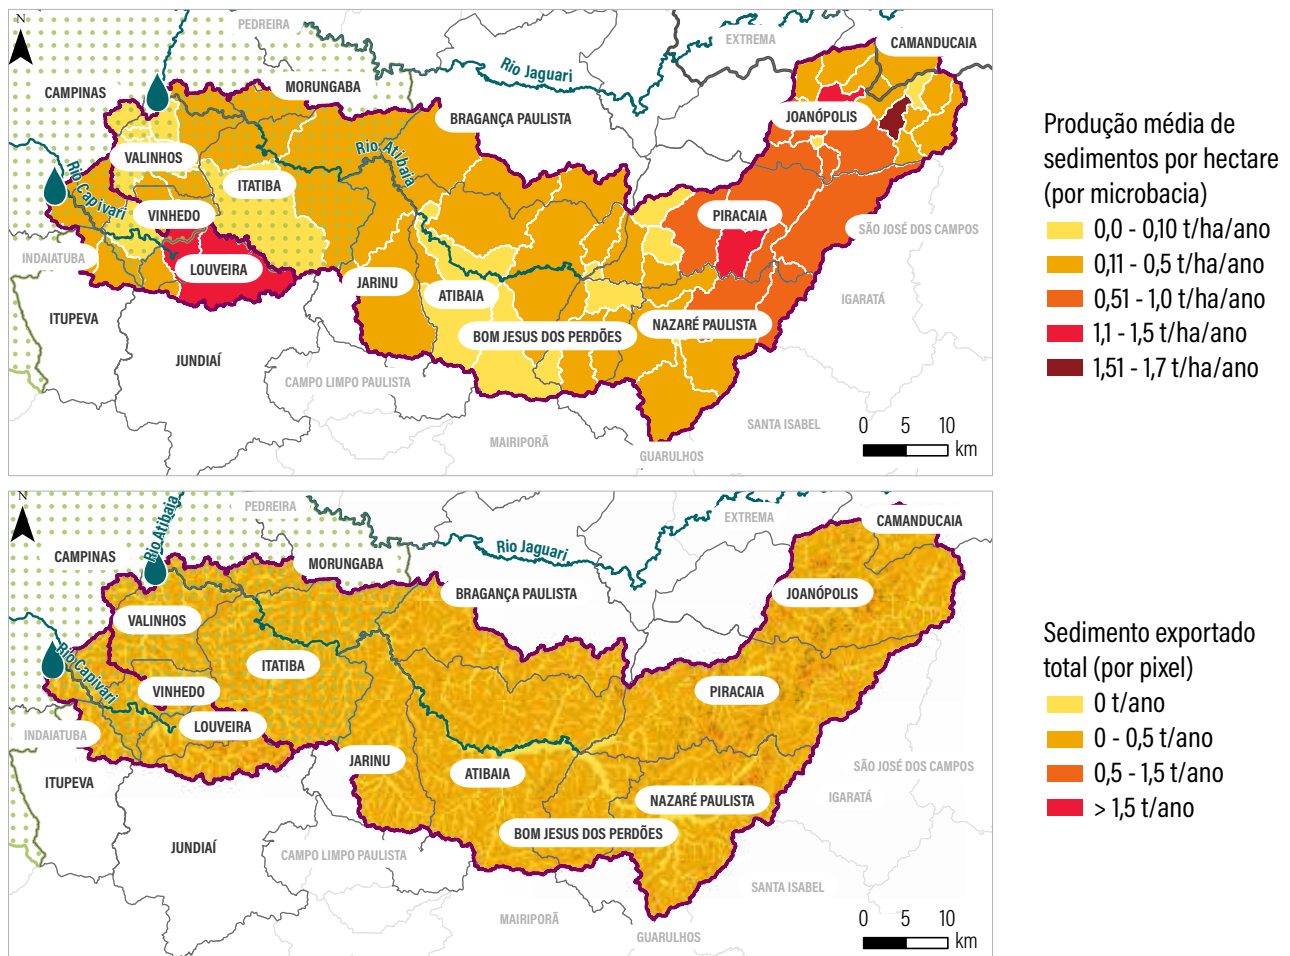 N
PEDREIRA
EXTREMA
CAMANDUCAIA
Rio Jaguari
CAMPINAS
MORUNGABA
BRAGANÇA PAULISTA
JOANÓPOLIS
Rio Atibaia
VALINHOS
ITATIBA
Rio Capivari
VINHEDO
PIRACAIA
SÃO JOSÉ DOS CAMPOS
INDAIATUBA
LOUVEIRA
JARINU
ATIBAIA
IGARATÁ
ITUPEVA
NAZARÉ PAULISTA
BOM JESUS DOS PERDÕES
JUNDIAÍ
CAMPO LIMPO PAULISTA
SANTA ISABEL
MAIRIPORÃ
GUARULHOS
0 5 10
km
Produção média de
sedimentos por hectare
(por microbacia)
0,0 - 0,10 t/ha/ano
0,11 - 0,5 t/ha/ano
0,51 - 1,0 t/ha/ano
1,1 - 1,5 t/ha/ano
1,51 - 1,7 t/ha/ano
N
PEDREIRA
EXTREMA
CAMANDUCAIA
Rio Atibaia
Rio Jaguari
CAMPINAS
MORUNGABA
BRAGANÇA PAULISTA
JOANÓPOLIS
VALINHOS
ITATIBA
Rio Capivari
VINHEDO
PIRACAIA
LOUVEIRA
INDAIATUBA
JARINU
ATIBAIA
SÃO JOSÉ DOS CAMPOS
ITUPEVA
NAZARÉ PAULISTA
IGARATÁ
BOM JESUS DOS PERDÕES
JUNDIAÍ
CAMPO LIMPO PAULISTA
SANTA ISABEL
MAIRIPORÃ
GUARULHOS
0 5 10
km
Sedimento exportado
total (por pixel)
0 t/ano
0 - 0,5 t/ano
0,5 - 1,5 t/ano
> 1,5 t/ano